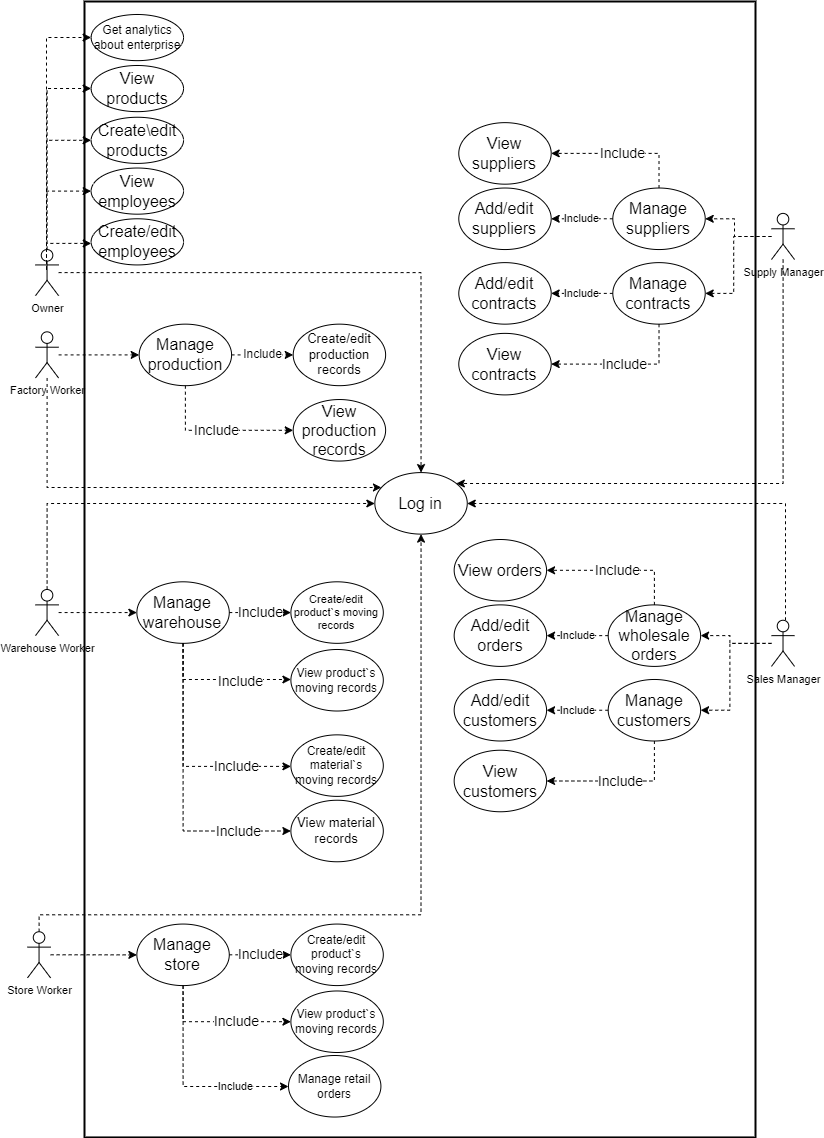 Get analytics
about enterprise
View
products
Create\edit
products
View
employees
Create/edit
employees
Owner
View
suppliers
Include
Add/edit
suppliers
Include
Manage
suppliers
Supply Manager
Add/edit
contracts
Include
Manage
contracts
View
contracts
Include
Factory Worker
Manage
production
Include
Create/edit
production
records
Include
View
production
records
Log in
Warehouse Worker
Manage
warehouse
Include
Create/edit
product`s moving
records
Include
View product`s
moving records
Include
Create/edit
material`s
moving records
Include
View material
records
View orders
Include
Add/edit
orders
Include
Manage
wholesale
orders
Sales Manager
Add/edit
customers
Include
Manage
customers
View
customers
Include
Store Worker
Manage
store
Include
Create/edit
product`s
moving records
Include
View product`s
moving records
Include
Manage retail
orders